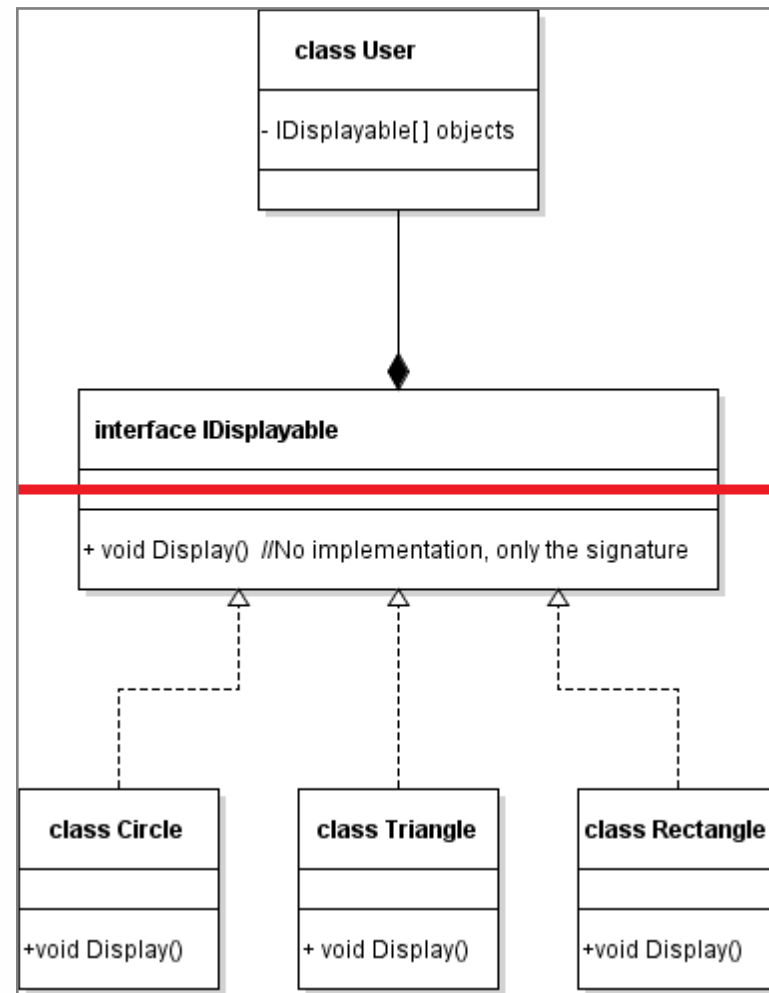 class User
- IDisplayable[] objects
interface IDisplayable
+ void Display() //No implementation, only the signature
class Circle
+void Display()
class Triangle
+ void Display()
class Rectangle
+void Display()